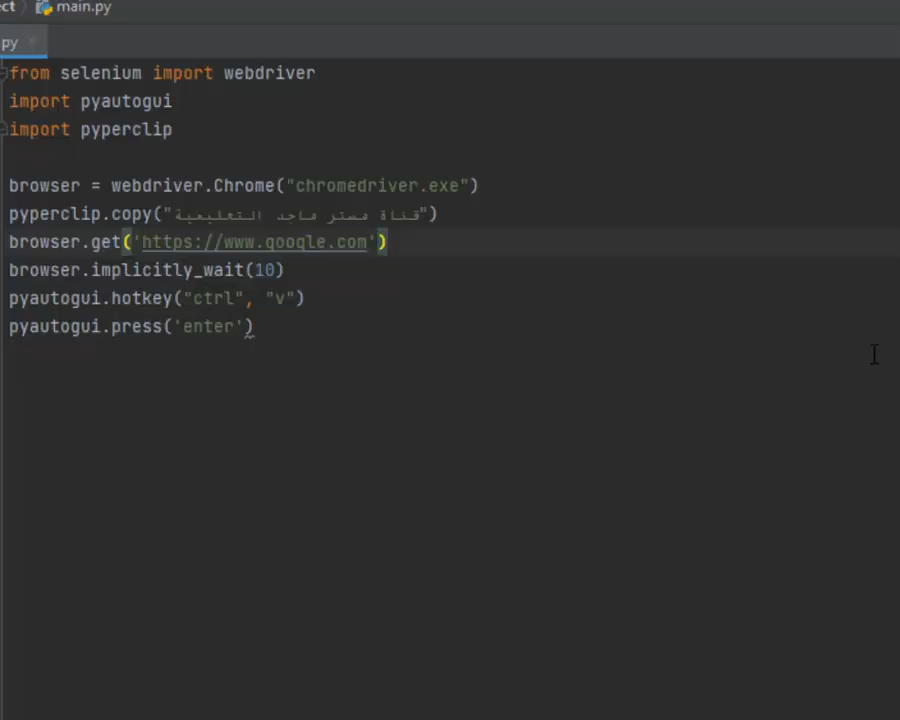 ct main.py
py
from selenium import webdriver
import pyautogui
import pyperclip
browser = webdriver.Chrome("chromedriver.exe")
pyperclip.copy("قناة مستر ماجد التعليمية")
browser.get('https://www.google.com')
browser.implicitly_wait(10)
pyautogui.hotkey("ctrl", "v")
pyautogui.press('enter')